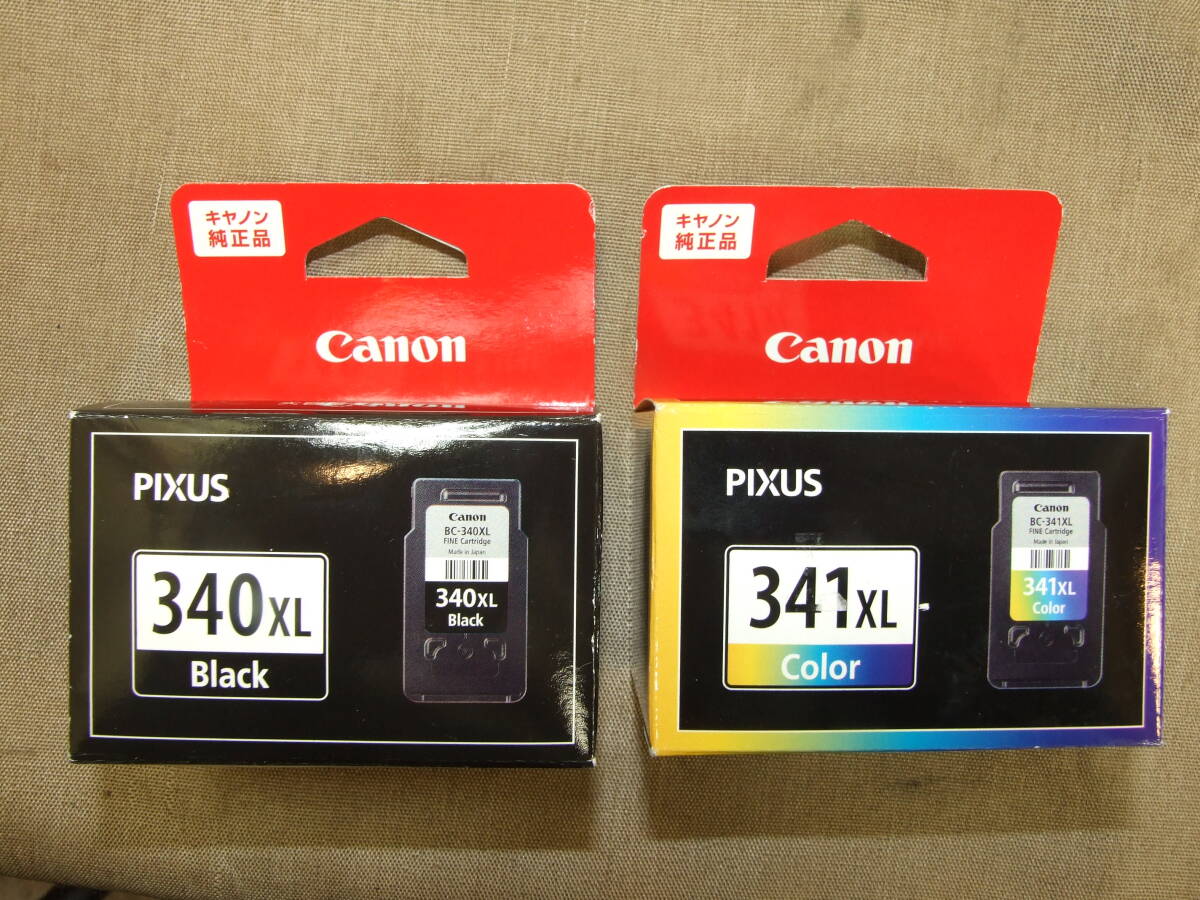 キヤノン
純正品
Canon
PIXUS
340XL
Black
Canon
BC-340XL
FINE Cartridge
Made in Japan
340XL
Black
キヤノン
純正品
Canon
PIXUS
341XL
Color
Canon
BC-341XL
FINE Cartridge
Made in Japan
341XL
Color